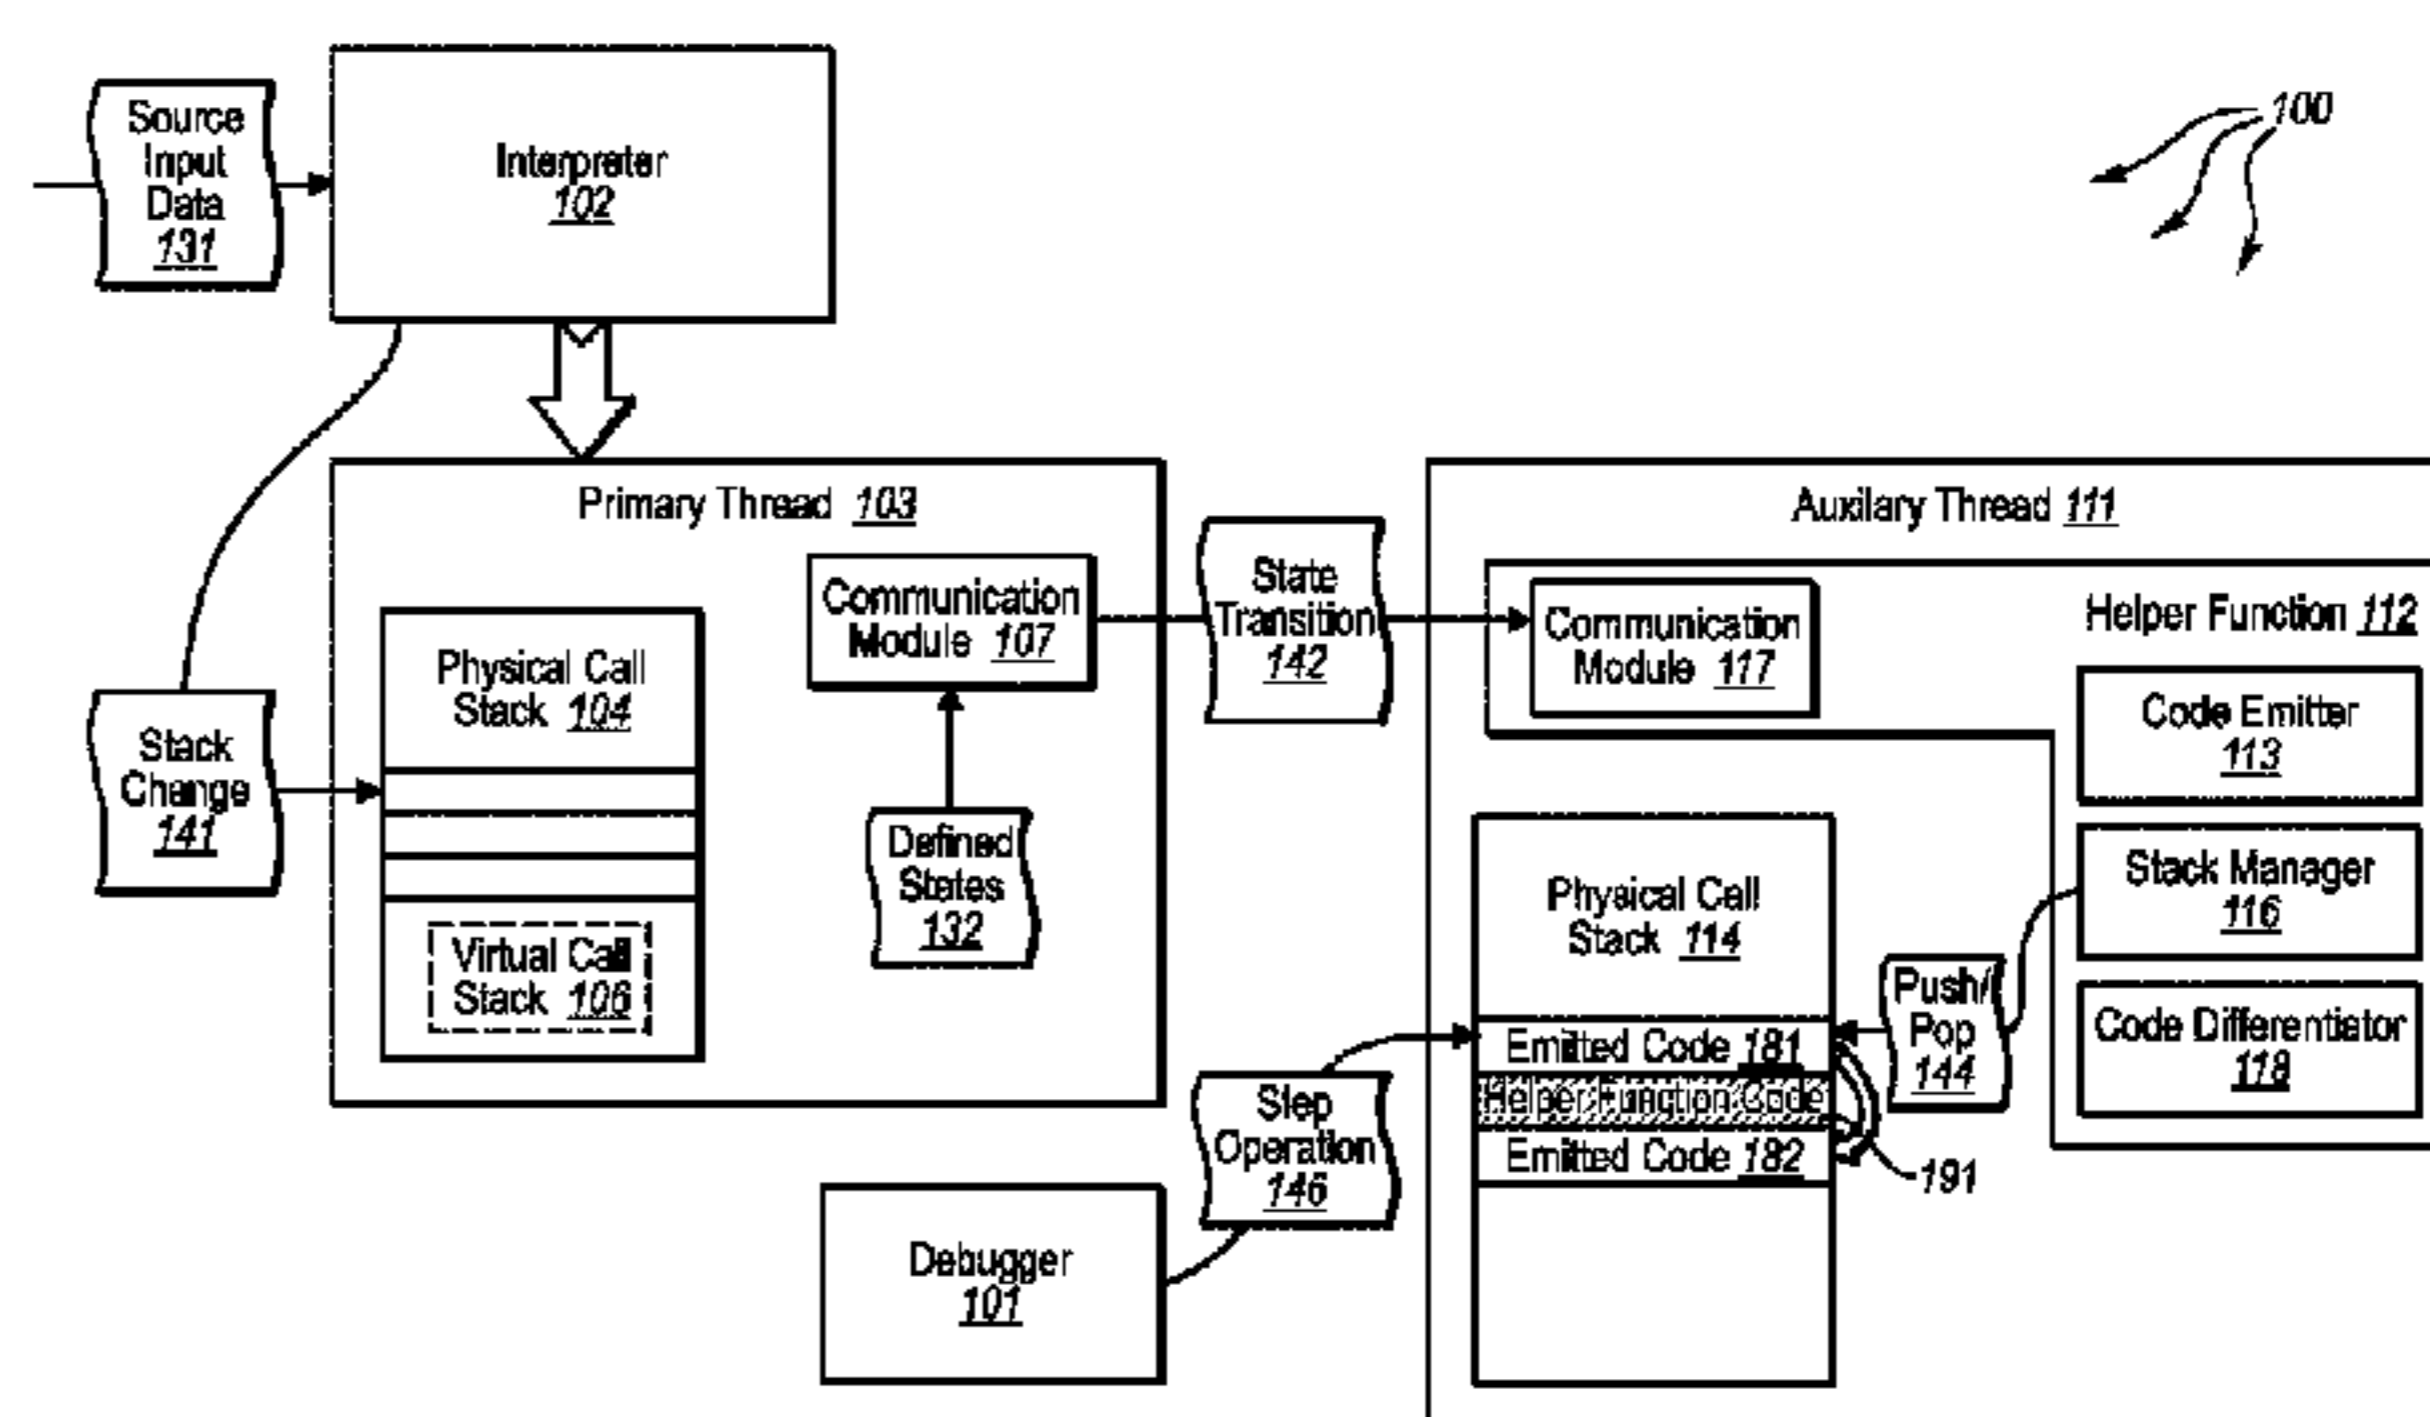 Source
Input
Data
131
Interpreter
102
100
Primary Thread 103
Communication
Module 107
Physical Call
Stack 104
Virtual Call
Stack 106
Stack
Change
141
Defined
States
132
State
Transition
142
Auxilary Thread 111
Communication
Module 117
Helper Function 112
Code Emitter
113
Stack Manager
116
Code Differentiator
118
Physical Call
Stack 114
Emitted Code 181
Helper Function Code
Emitted Code 182
Push/
Pop
144
191
Step
Operation
146
Debugger
101